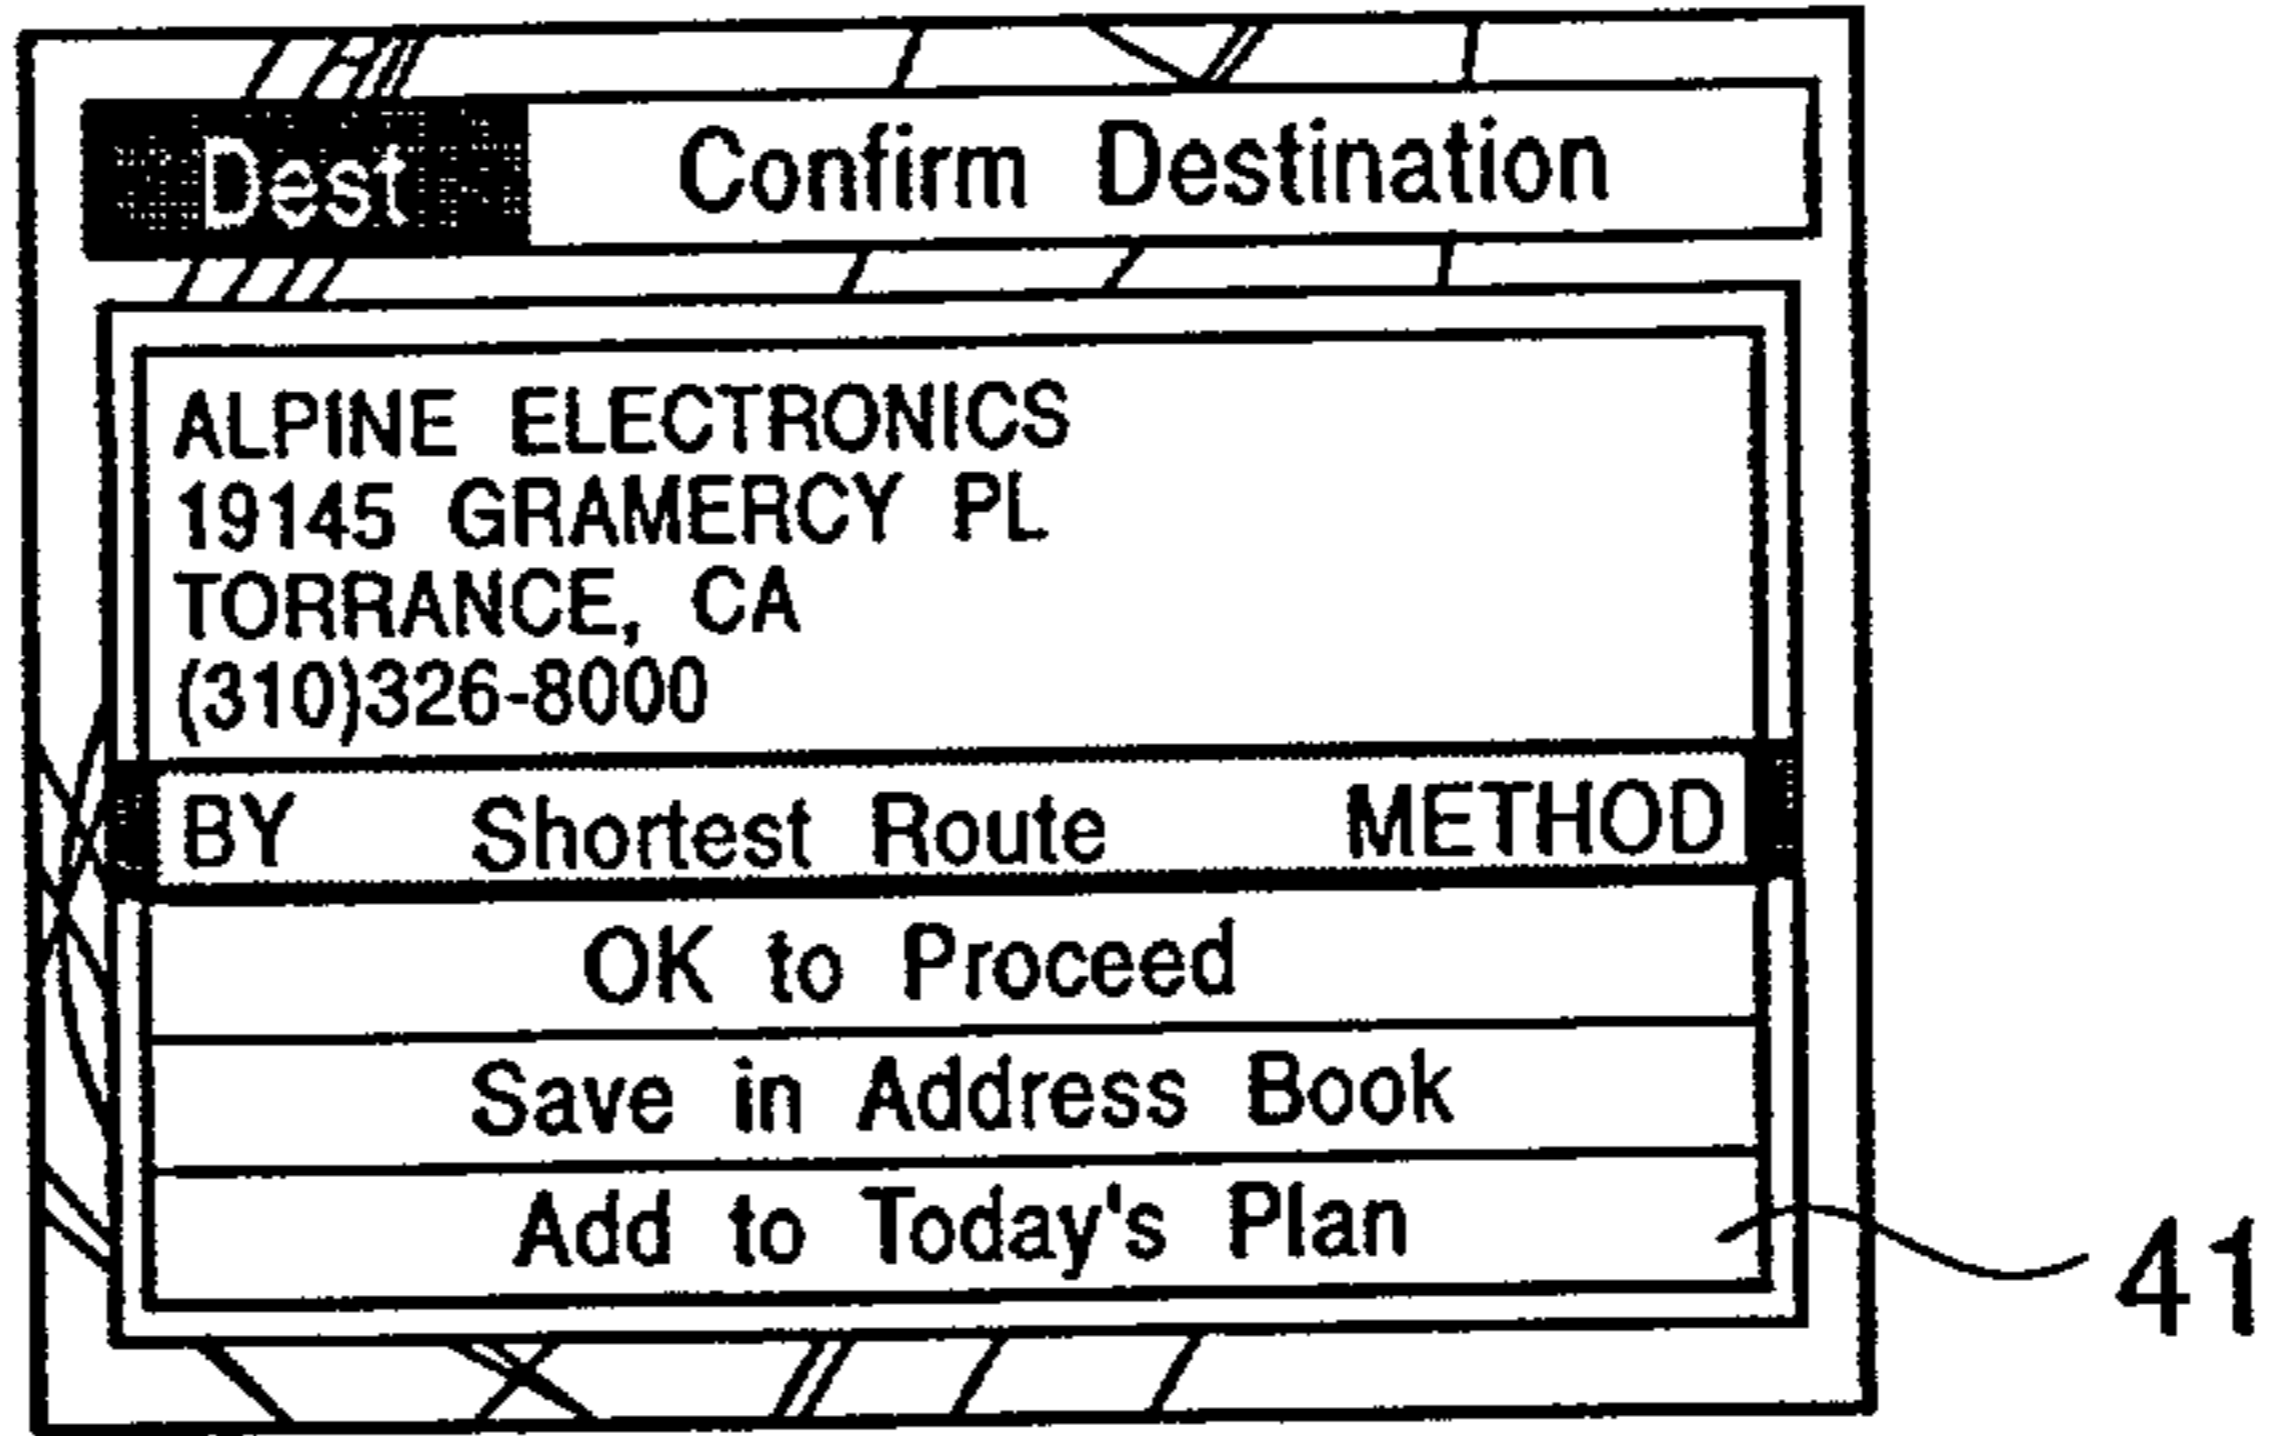 Dest Confirm Destination
ALPINE ELECTRONICS
19145 GRAMERCY PL
TORRANCE, CA
(310)326-8000
BY Shortest Route METHOD
OK to Proceed
Save in Address Book
Add to Today's Plan
41